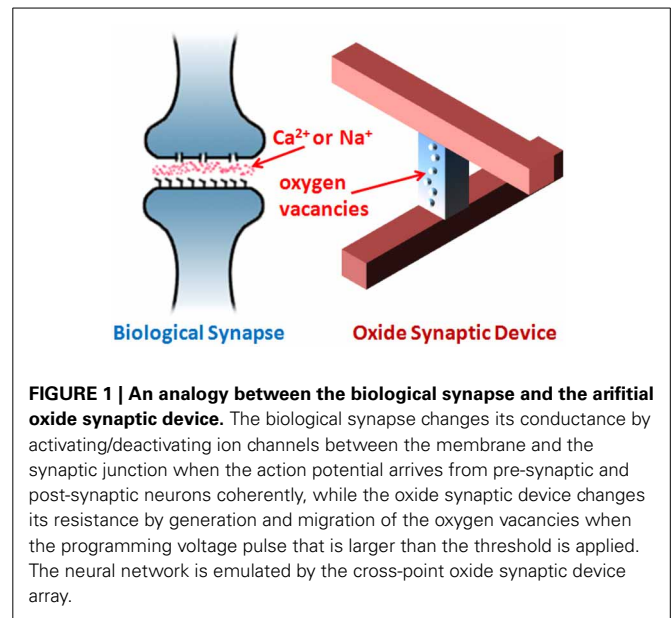 Ca²⁺ or Na⁺
oxygen
vacancies
Biological Synapse
Oxide Synaptic Device
FIGURE 1 | An analogy between the biological synapse and the arifitial
oxide synaptic device. The biological synapse changes its conductance by
activating/deactivating ion channels between the membrane and the
synaptic junction when the action potential arrives from pre-synaptic and
post-synaptic neurons coherently, while the oxide synaptic device changes
its resistance by generation and migration of the oxygen vacancies when
the programming voltage pulse that is larger than the threshold is applied.
The neural network is emulated by the cross-point oxide synaptic device
array.